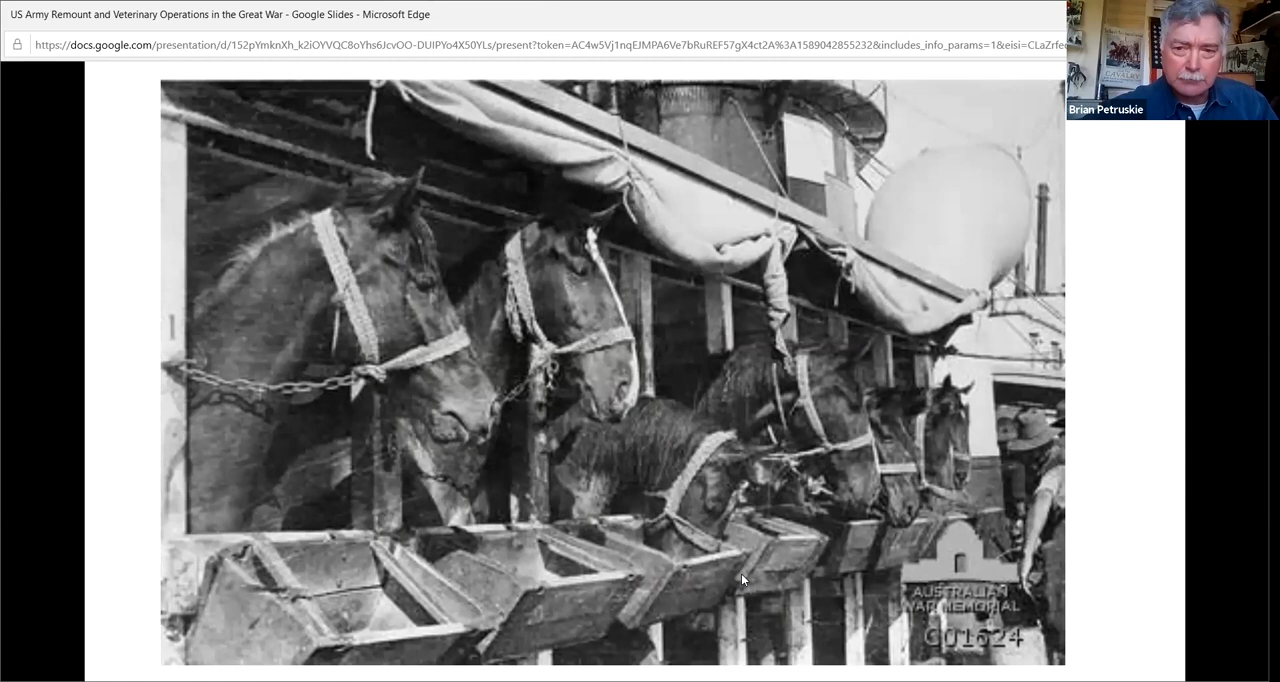 US Army Remount and Veterinary Operations in the Great War - Google Slides - Microsoft Edge
https://docs.google.com/presentation/d/152pYmknXh_k2iOYVQC8oYhs6JcvOO-DUIPYo4X50YLs/present?token=AC4w5Vj1nqEJMPA6Ve7bRuREF57gX4ct2A%3A1589042855232&includes_info_params=1&eisi=CLaZrfe
CAVALRY
Brian Petruskie
AUSTRALIAN
WAR MEMORIAL
C01624